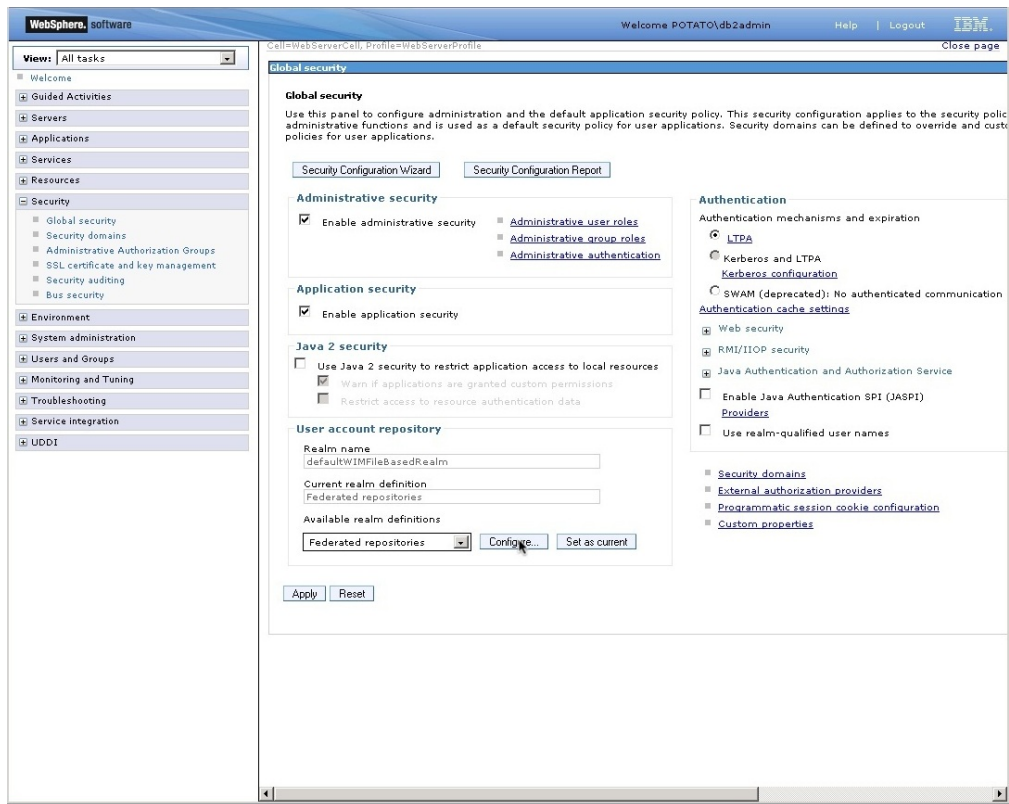 WebSphere. software
Welcome POTATO\db2admin
Help | Logout
IBM.
View: All tasks
Welcome
Guided Activities
Servers
Applications
Services
Resources
Security
Global security
Security domains
Administrative Authorization Groups
SSL certificate and key management
Security auditing
Bus security
Environment
System administration
Users and Groups
Monitoring and Tuning
Troubleshooting
Service integration
UDDI
Cell=WebServerCell, Profile=WebServerProfile
Close page
Global security
Global security
Use this panel to configure administration and the default application security policy. This security configuration applies to the security polic
administrative functions and is used as a default security policy for user applications. Security domains can be defined to override and custo
policies for user applications.
Security Configuration Wizard
Security Configuration Report
Administrative security
Enable administrative security
Administrative user roles
Administrative group roles
Administrative authentication
Application security
Enable application security
Java 2 security
Use Java 2 security to restrict application access to local resources
Warn if applications are granted custom permissions
Restrict access to resource authentication data
User account repository
Realm name
defaultWIMFileBasedRealm
Current realm definition
Federated repositories
Available realm definitions
Federated repositories
Configure...
Set as current
Apply
Reset
Authentication
Authentication mechanisms and expiration
LTPA
Kerberos and LTPA
Kerberos configuration
SWAM (deprecated): No authenticated communication
Authentication cache settings
Web security
RMI/IIOP security
Java Authentication and Authorization Service
Enable Java Authentication SPI (JASPI)
Providers
Use realm-qualified user names
Security domains
External authorization providers
Programmatic session cookie configuration
Custom properties